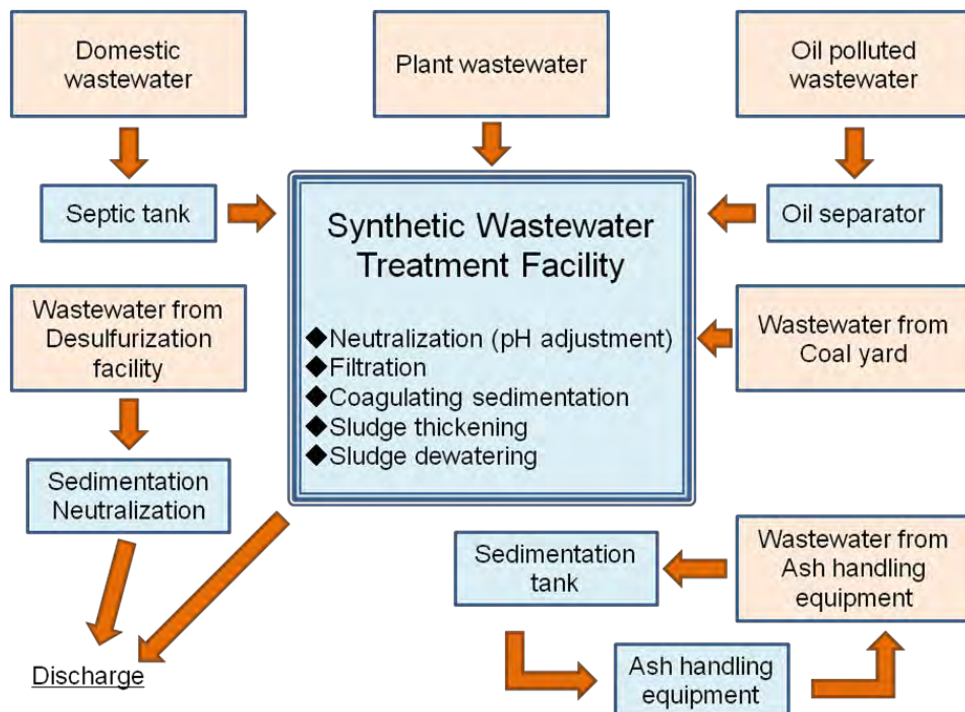 Domestic
wastewater
Plant wastewater
Oil polluted
wastewater
Septic tank
Oil separator
Synthetic Wastewater
Treatment Facility
◆Neutralization (pH adjustment)
◆Filtration
◆Coagulating sedimentation
◆Sludge thickening
◆Sludge dewatering
Wastewater from
Desulfurization
facility
Wastewater from
Coal yard
Sedimentation
Neutralization
Sedimentation
tank
Wastewater from
Ash handling
equipment
Discharge
Ash handling
equipment